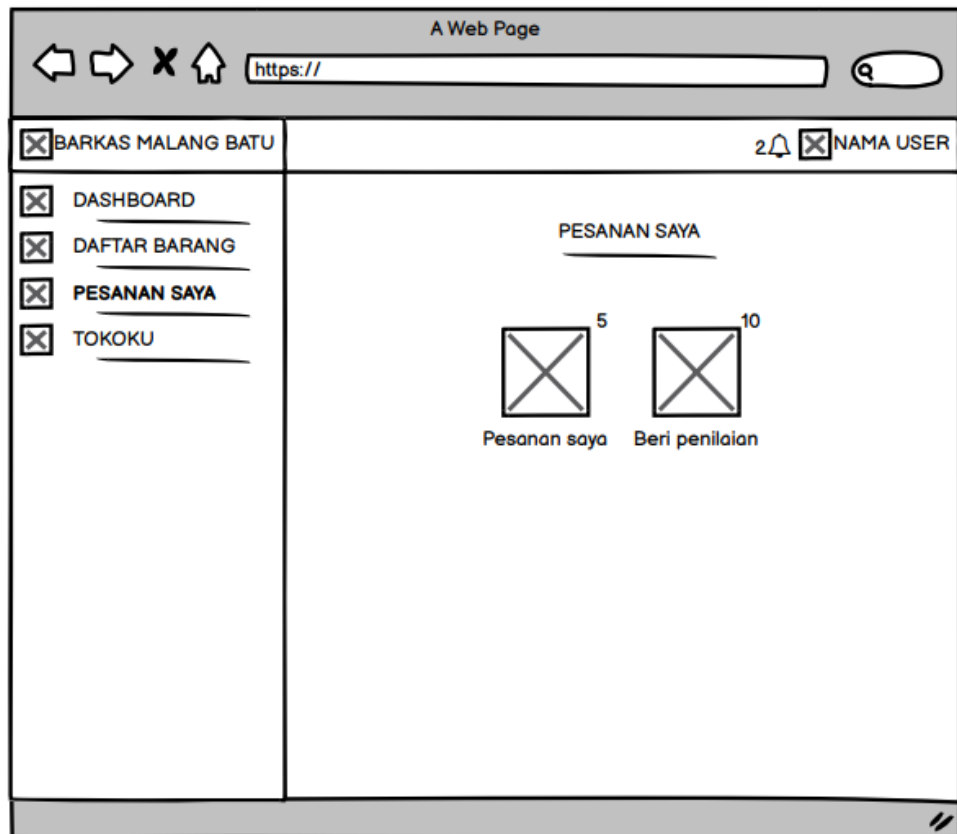 A Web Page
https://
BARKAS MALANG BATU
2 NAMA USER
DASHBOARD
DAFTAR BARANG
PESANAN SAYA
TOKOKU
PESANAN SAYA
5
10
Pesanan saya
Beri penilaian